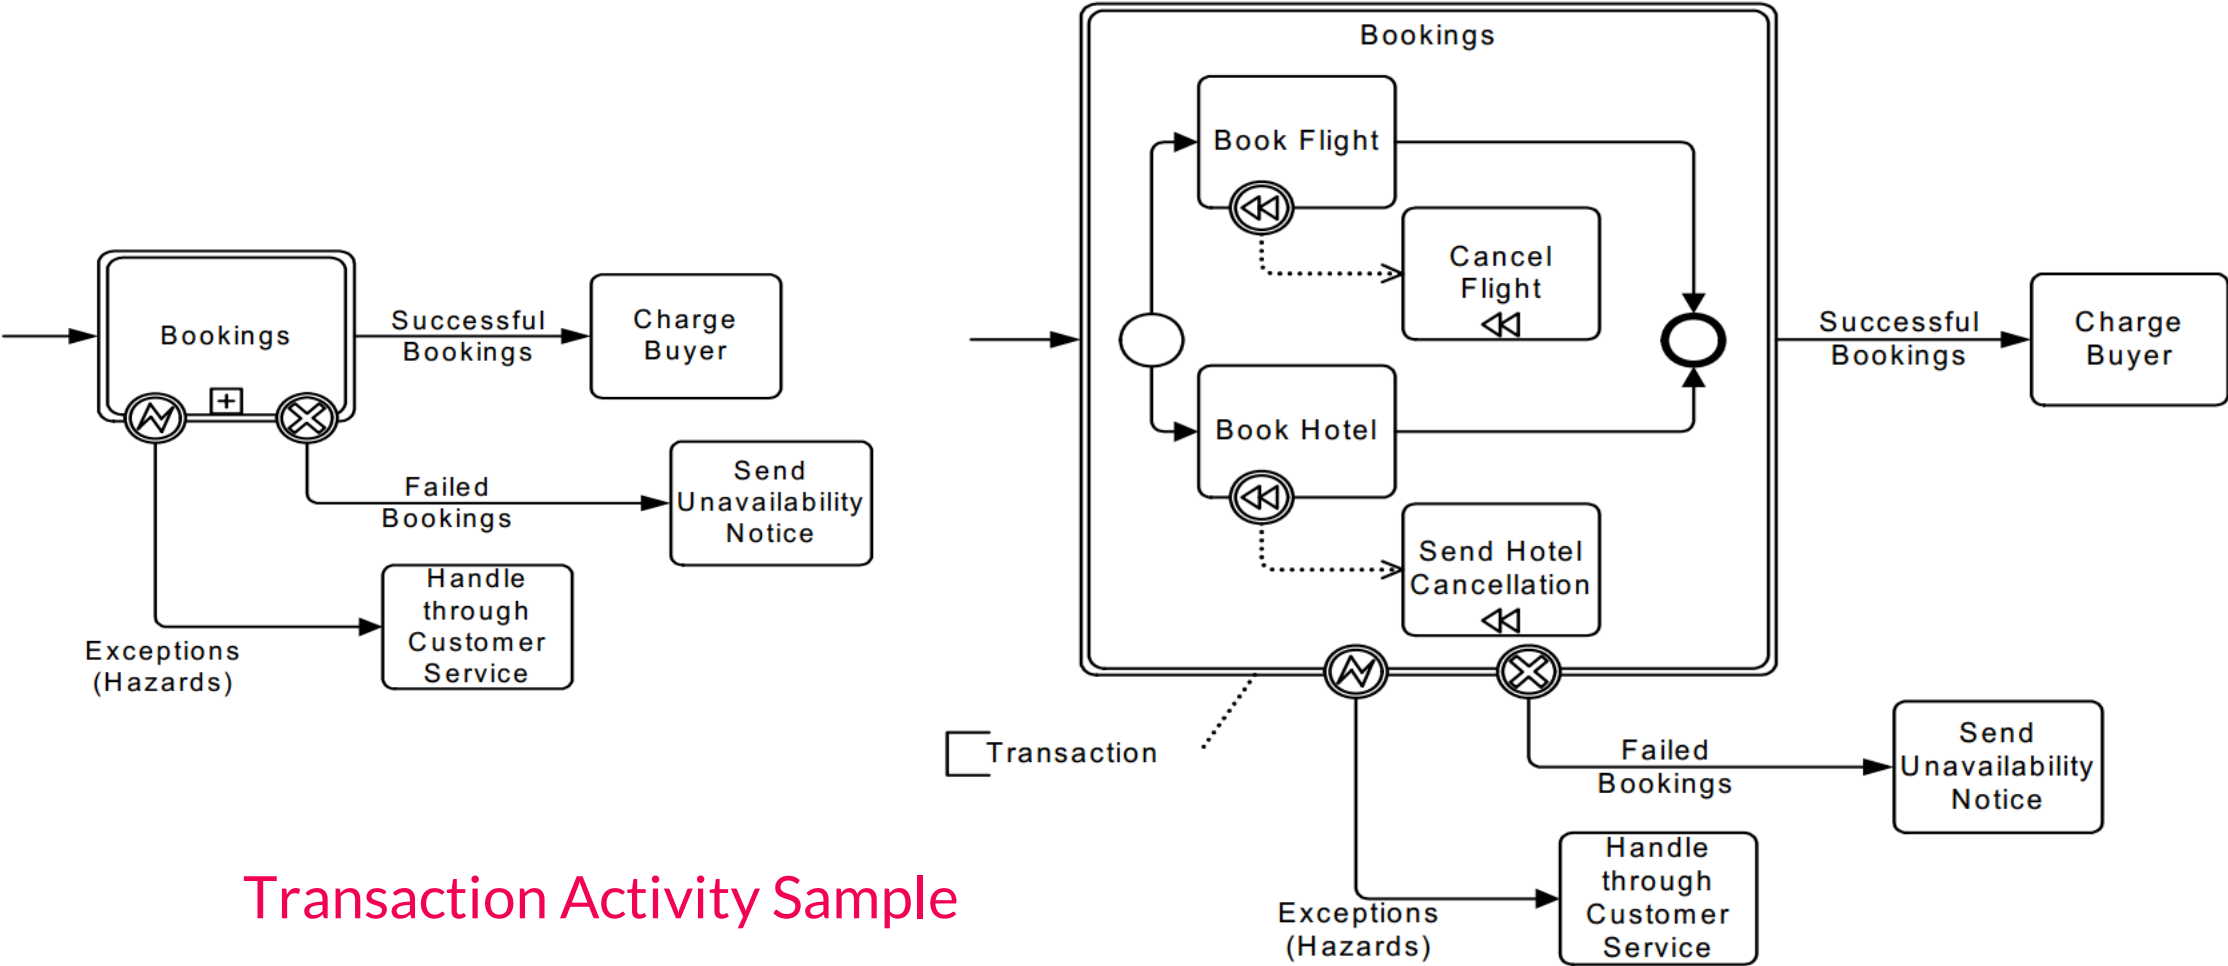 Bookings
Successful
Bookings
Charge
Buyer
Failed
Bookings
Send
Unavailability
Notice
Exceptions
(Hazards)
Handle
through
Customer
Service
Bookings
Book Flight
Cancel
Flight
Book Hotel
Send Hotel
Cancellation
Successful
Bookings
Charge
Buyer
Transaction
Failed
Bookings
Send
Unavailability
Notice
Exceptions
(Hazards)
Handle
through
Customer
Service
Transaction Activity Sample